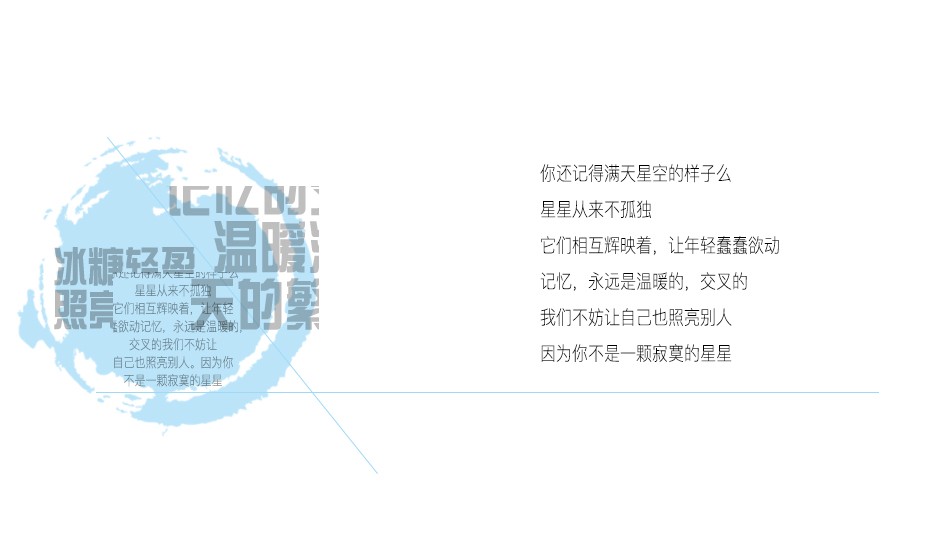 记忆的
温暖
冰糖轻盈
天的繁
照亮
你还记得满天星空的样子么
星星从来不孤独
它们相互辉映着，让年轻
欲动记忆，永远是温暖的
交叉的我们不妨让
自己也照亮别人。因为你
不是一颗寂寞的星星
你还记得满天星空的样子么
星星从来不孤独
它们相互辉映着，让年轻蠢蠢欲动
记忆，永远是温暖的，交叉的
我们不妨让自己也照亮别人
因为你不是一颗寂寞的星星